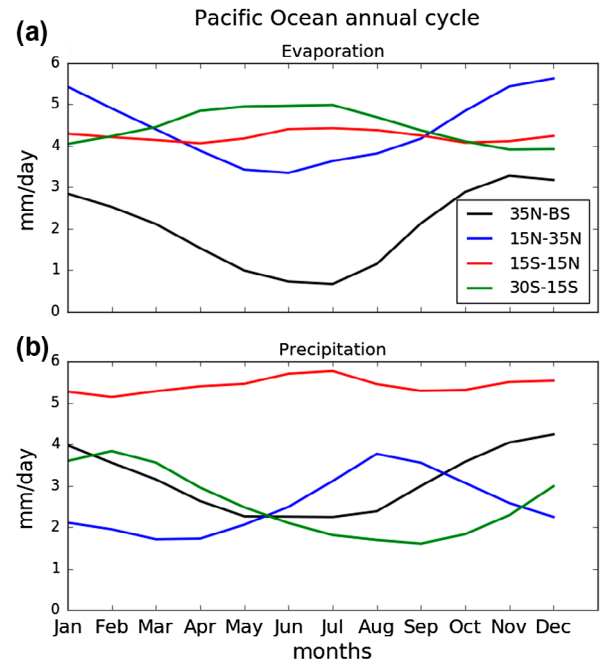 Pacific Ocean annual cycle
(a)
Evaporation
6
5
4
3
2
1
0
mm/day
35N-BS
15N-35N
15S-15N
30S-15S
(b)
Precipitation
6
5
4
3
2
1
0
mm/day
Jan Feb Mar Apr May Jun Jul Aug Sep Oct Nov Dec
months